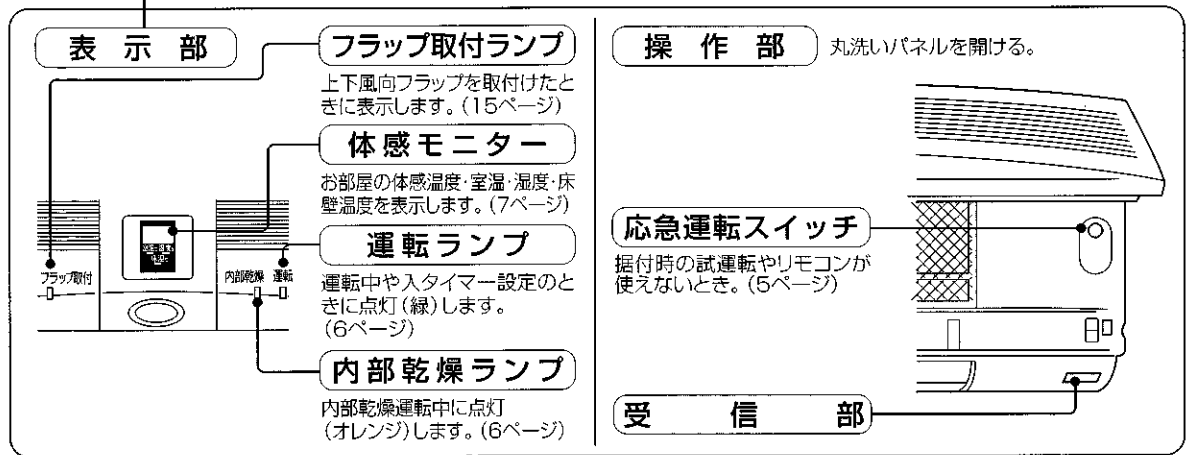 表示部
フラップ取付ランプ
上下風向フラップを取付けたと
きに表示します。(15ページ)
体感モニター
お部屋の体感温度・室温・湿度・床
壁温度を表示します。(7ページ)
運転ランプ
運転中や入タイマー設定のと
きに点灯(緑)します。
(6ページ)
内部乾燥ランプ
内部乾燥運転中に点灯
(オレンジ)します。(6ページ)
フラップ取付
内部乾燥 運転
操作部 丸洗いパネルを開ける。
応急運転スイッチ
据付時の試運転やリモコンが
使えないとき。(5ページ)
受信部